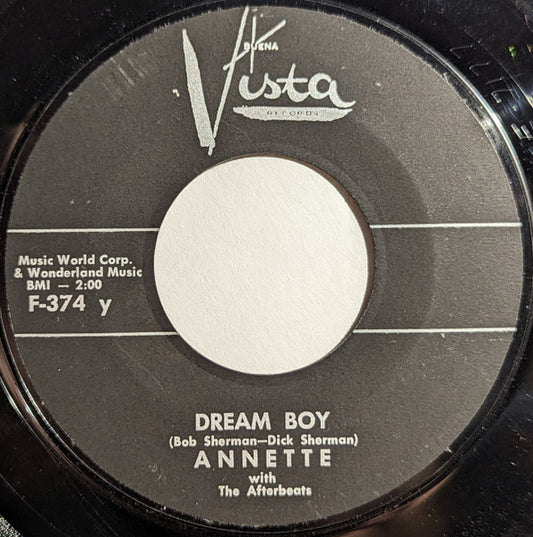 BUENA
Vista
RECORDS
Music World Corp.
& Wonderland Music
BMI — 2:00
F-374 y
DREAM BOY
(Bob Sherman—Dick Sherman)
ANNETTE
with
The Afterbeats